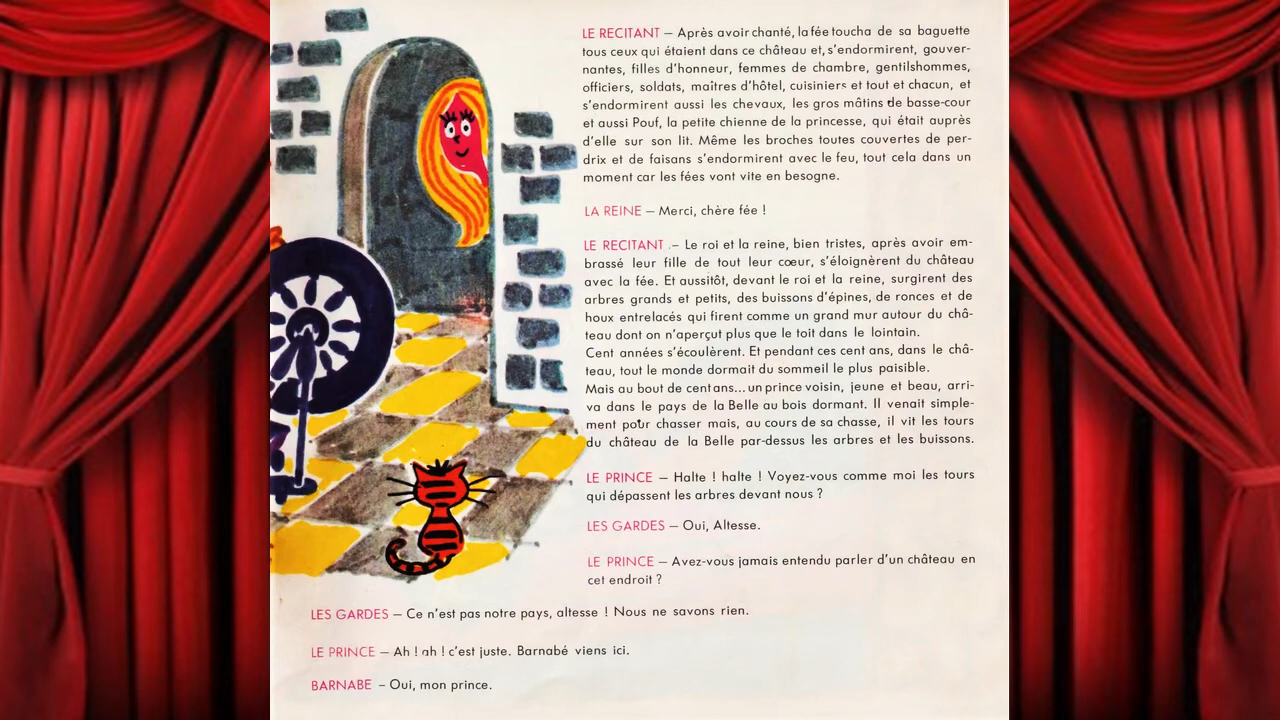 LE RECITANT – Après avoir chanté, la fée toucha de sa baguette
tous ceux qui étaient dans ce château et, s'endormirent, gouver-
nantes, filles d'honneur, femmes de chambre, gentilshommes,
officiers, soldats, maîtres d'hôtel, cuisiniers et tout et chacun, et
s'endormirent aussi les chevaux, les gros mâtins de basse-cour
et aussi Pouf, la petite chienne de la princesse, qui était auprès
d'elle sur son lit. Même les broches toutes couvertes de per-
drix et de faisans s'endormirent avec le feu, tout cela dans un
moment car les fées vont vite en besogne.
LA REINE – Merci, chère fée !
LE RECITANT – Le roi et la reine, bien tristes, après avoir em-
brassé leur fille de tout leur cœur, s'éloignèrent du château
avec la fée. Et aussitôt, devant le roi et la reine, surgirent des
arbres grands et petits, des buissons d'épines, de ronces et de
houx entrelacés qui firent comme un grand mur autour du châ-
teau dont on n'aperçut plus que le toit dans le lointain.
Cent années s'écoulèrent. Et pendant ces cent ans, dans le châ-
teau, tout le monde dormait du sommeil le plus paisible.
Mais au bout de cent ans... un prince voisin, jeune et beau, arri-
va dans le pays de la Belle au bois dormant. Il venait simple-
ment pour chasser mais, au cours de sa chasse, il vit les tours
du château de la Belle par-dessus les arbres et les buissons.
LE PRINCE – Halte ! halte ! Voyez-vous comme moi les tours
qui dépassent les arbres devant nous ?
LES GARDES – Oui, Altesse.
LE PRINCE – Avez-vous jamais entendu parler d'un château en
cet endroit ?
LES GARDES – Ce n'est pas notre pays, altesse ! Nous ne savons rien.
LE PRINCE – Ah ! ah ! c'est juste. Barnabé viens ici.
BARNABE – Oui, mon prince.